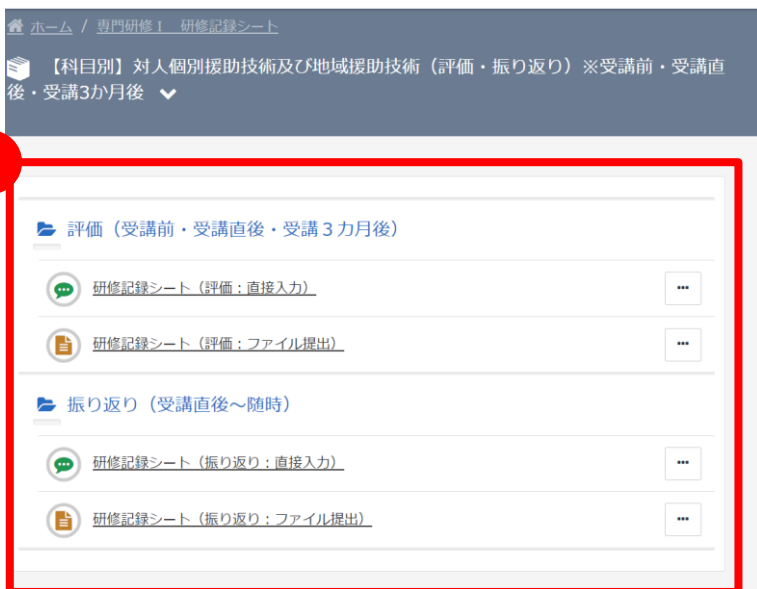 ホーム / 専門研修Ⅰ　研修記録シート
【科目別】対人個別援助技術及び地域援助技術（評価・振り返り）※受講前・受講直
後・受講3か月後
評価（受講前・受講直後・受講３カ月後）
研修記録シート（評価：直接入力）
研修記録シート（評価：ファイル提出）
振り返り（受講直後～随時）
研修記録シート（振り返り：直接入力）
研修記録シート（振り返り：ファイル提出）